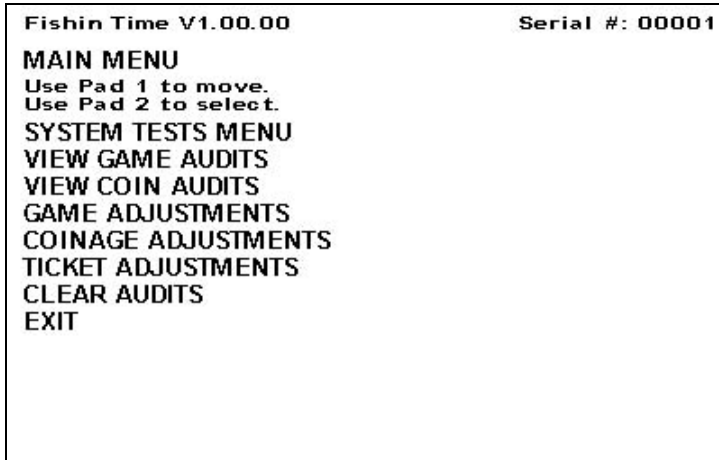 Fishin Time V1.00.00 Serial #: 00001
MAIN MENU
Use Pad 1 to move.
Use Pad 2 to select.
SYSTEM TESTS MENU
VIEW GAME AUDITS
VIEW COIN AUDITS
GAME ADJUSTMENTS
COINAGE ADJUSTMENTS
TICKET ADJUSTMENTS
CLEAR AUDITS
EXIT